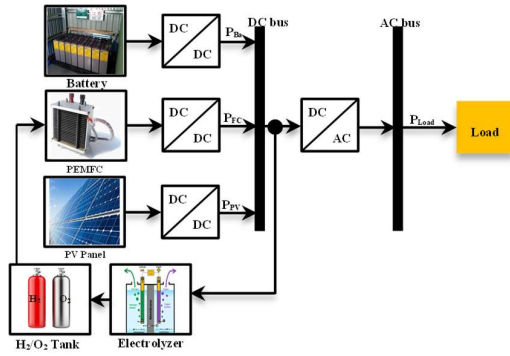 DC bus
AC bus
DC
DC
P_Ba
Battery
DC
DC
P_FC
DC
AC
P_Load
Load
PEMFC
DC
DC
P_PV
PV Panel
H₂
O₂
H₂/O₂ Tank
Electrolyzer